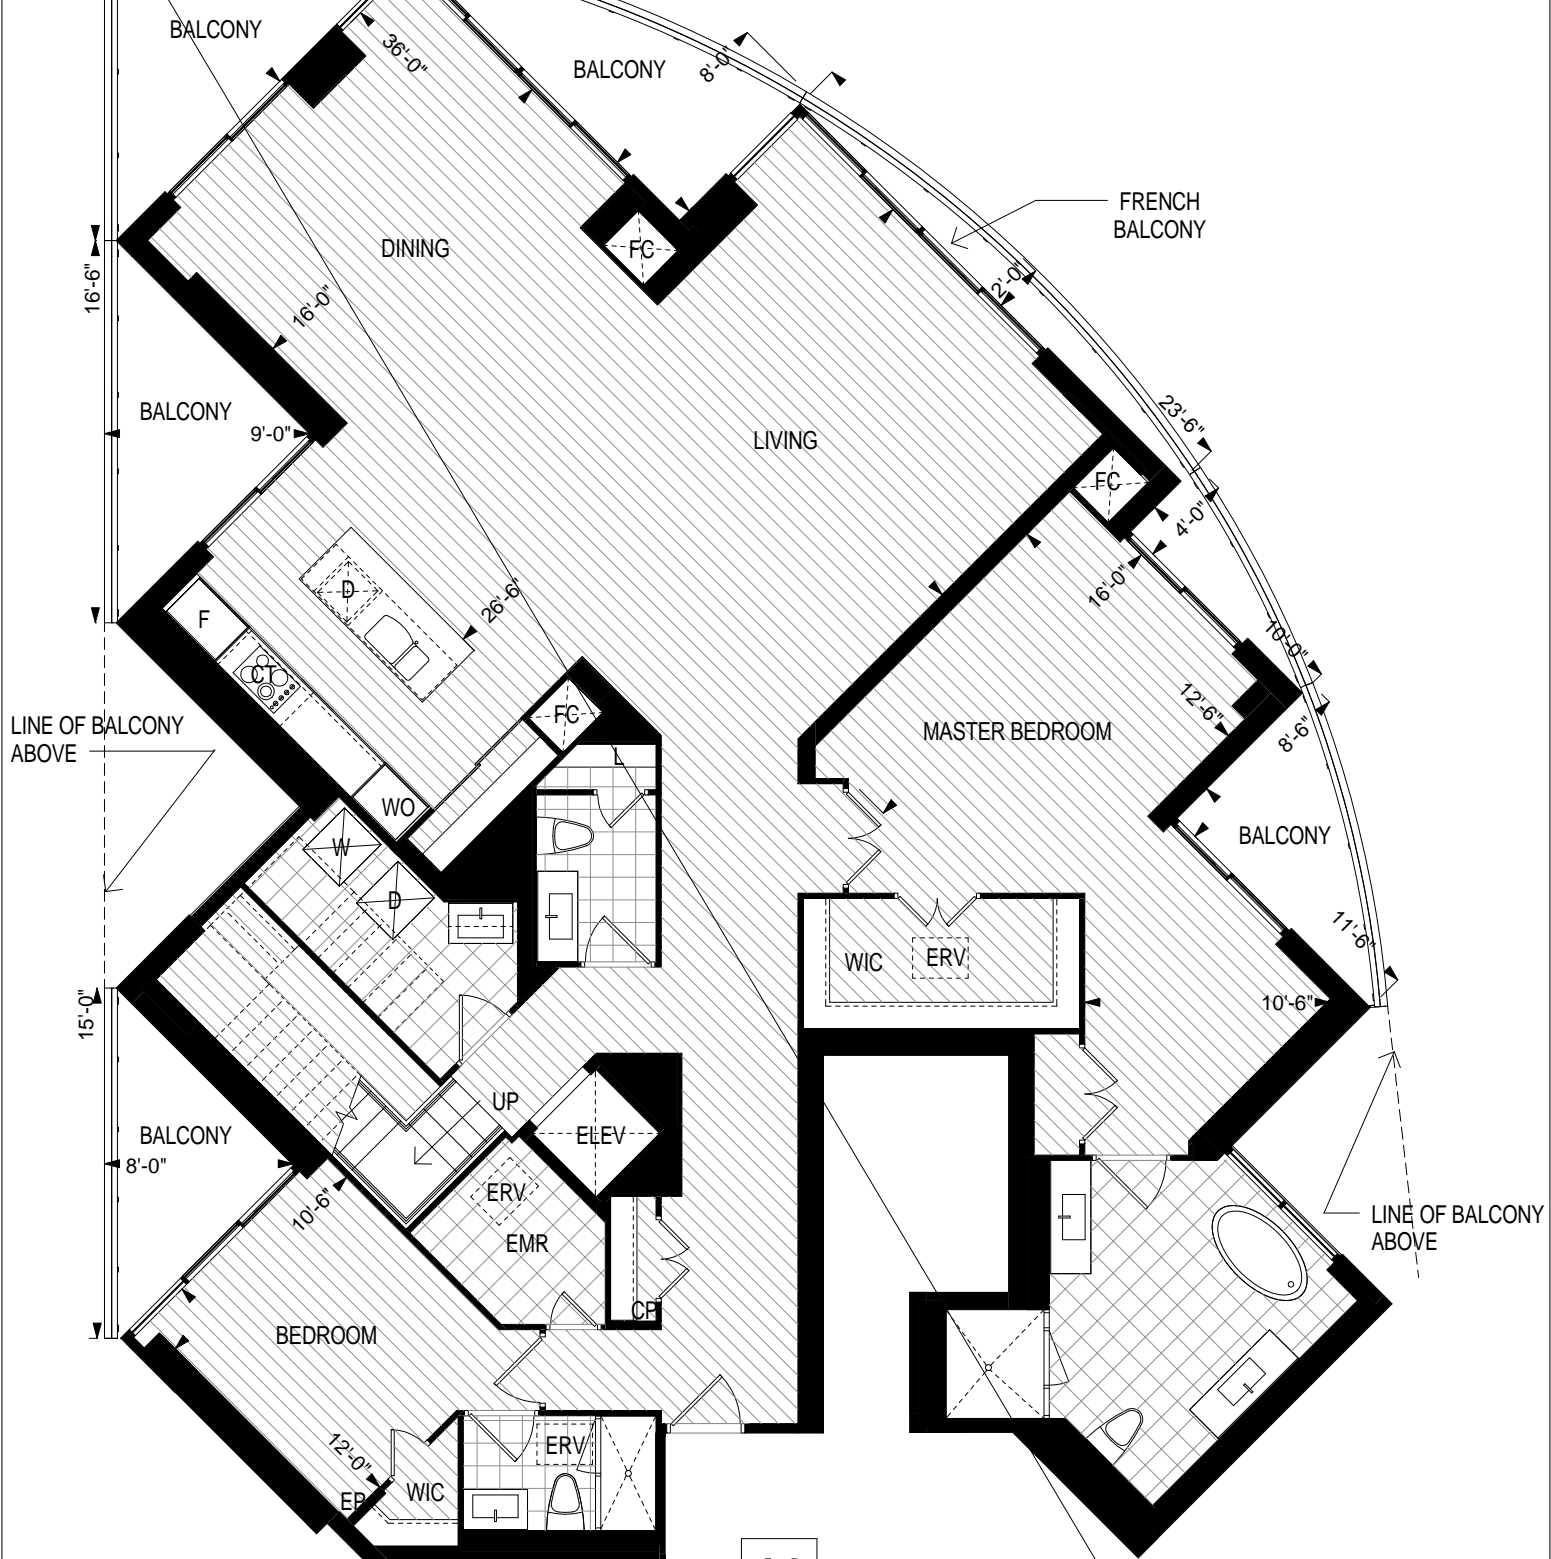 BALCONY
36'-0"
BALCONY
8'-0"
FRENCH
BALCONY
DINING
FC
16'-6"
16'-0"
2'-0"
BALCONY
9'-0"
LIVING
23'-6"
FC
4'-0"
16'-0"
D
26'-6"
F
CT
10'-0"
12'-6"
8'-6"
FC
LINE OF BALCONY
ABOVE
MASTER BEDROOM
L
WO
BALCONY
W
D
11'-6"
WIC
ERV
10'-6"
15'-0"
UP
BALCONY
8'-0"
ELEV
10'-6"
ERV
EMR
LINE OF BALCONY
ABOVE
CP
BEDROOM
12'-0"
ERV
WIC
EP